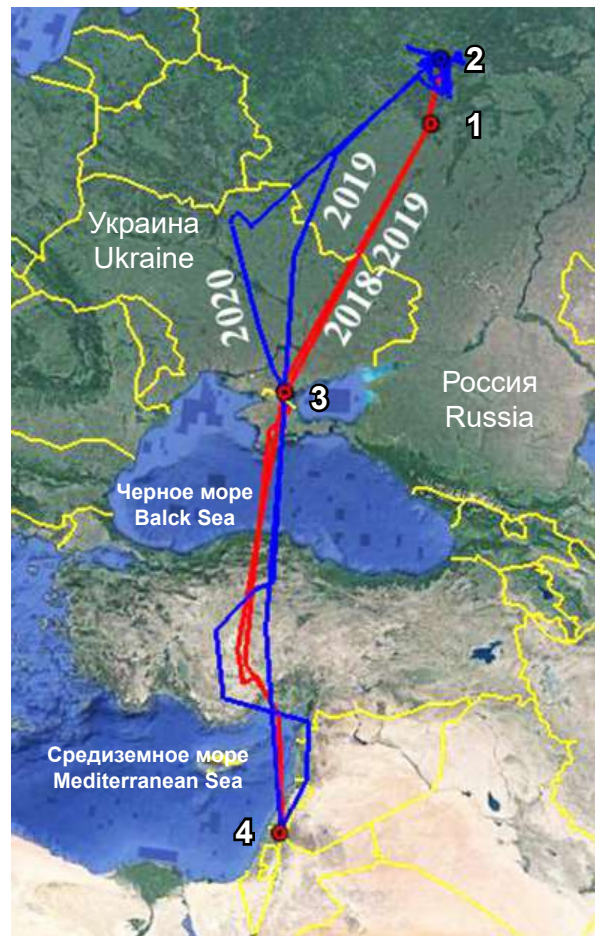 2
1
2019
Украина
Ukraine
2018-2019
2020
3
Россия
Russia
Черное море
Balck Sea
Средиземное море
Mediterranean Sea
4